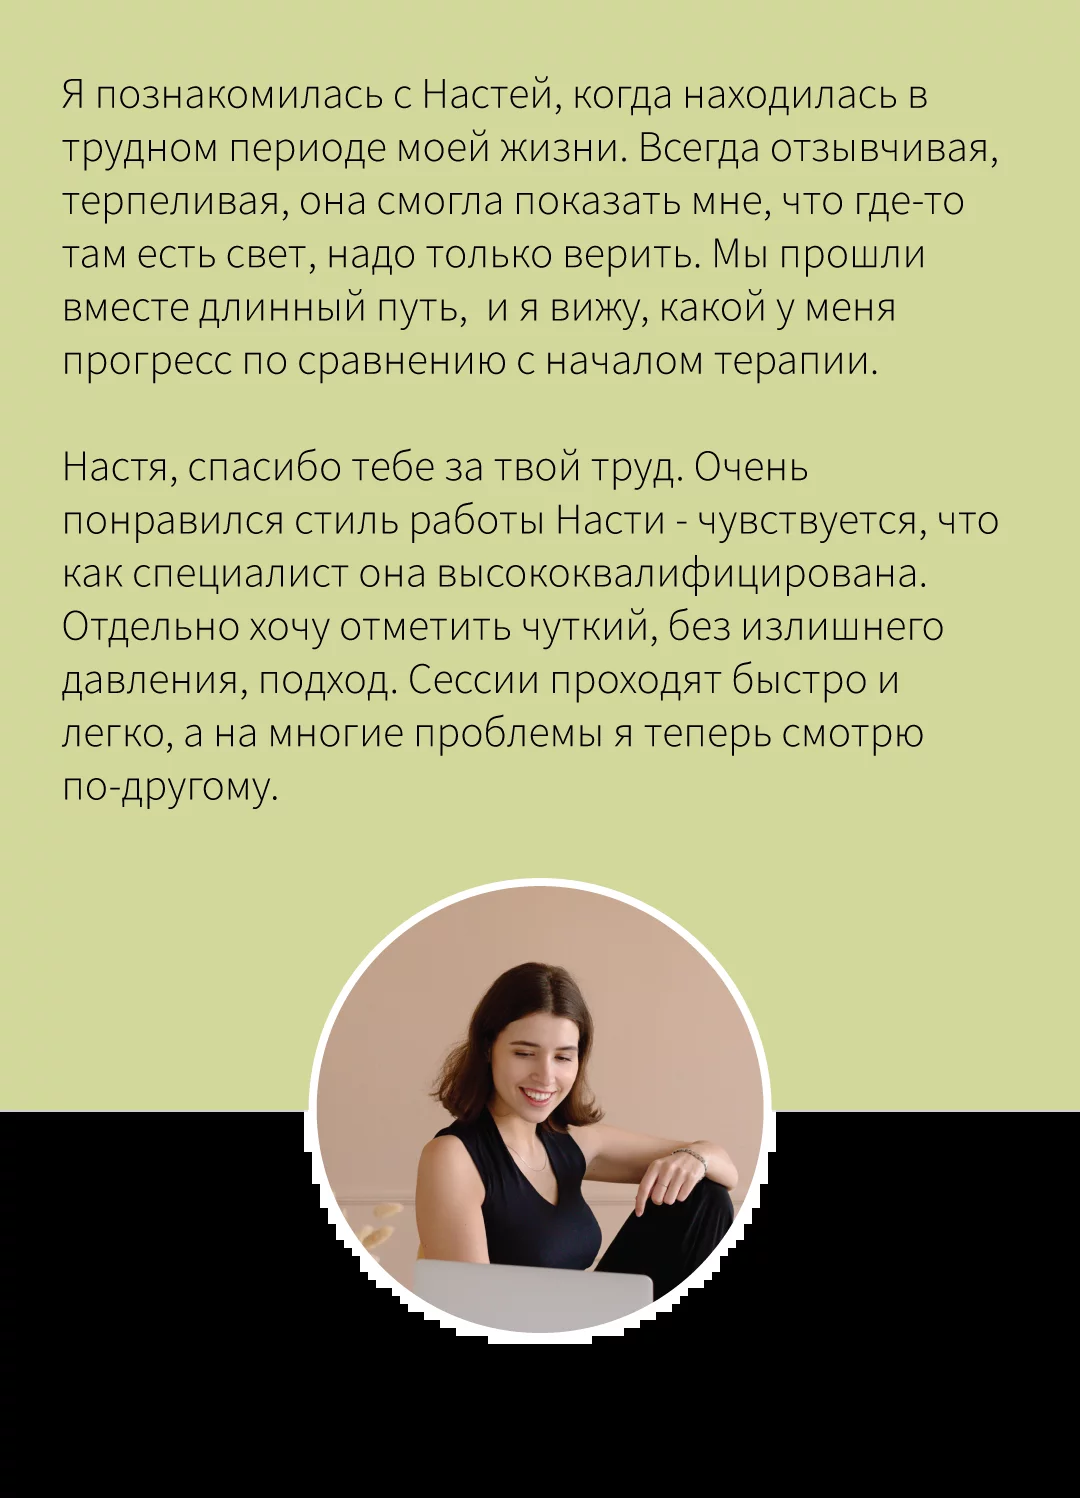 Я познакомилась с Настей, когда находилась в
трудном периоде моей жизни. Всегда отзывчивая,
терпеливая, она смогла показать мне, что где-то
там есть свет, надо только верить. Мы прошли
вместе длинный путь,  и я вижу, какой у меня
прогресс по сравнению с началом терапии.
Настя, спасибо тебе за твой труд. Очень
понравился стиль работы Насти - чувствуется, что
как специалист она высококвалифицирована.
Отдельно хочу отметить чуткий, без излишнего
давления, подход. Сессии проходят быстро и
легко, а на многие проблемы я теперь смотрю
по-другому.